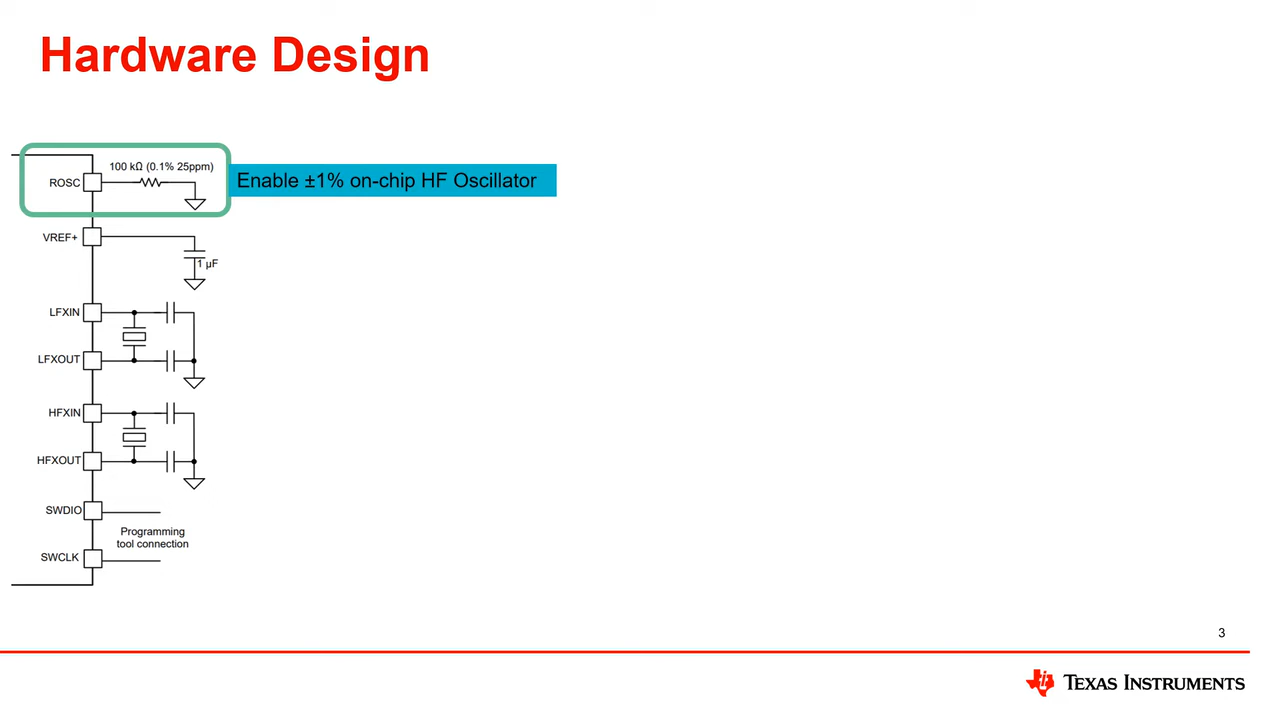 Hardware Design
100 kΩ (0.1% 25ppm)
ROSC
Enable ±1% on-chip HF Oscillator
VREF+
1 µF
LFXIN
LFXOUT
HFXIN
HFXOUT
SWDIO
Programming
tool connection
SWCLK
3
TEXAS INSTRUMENTS